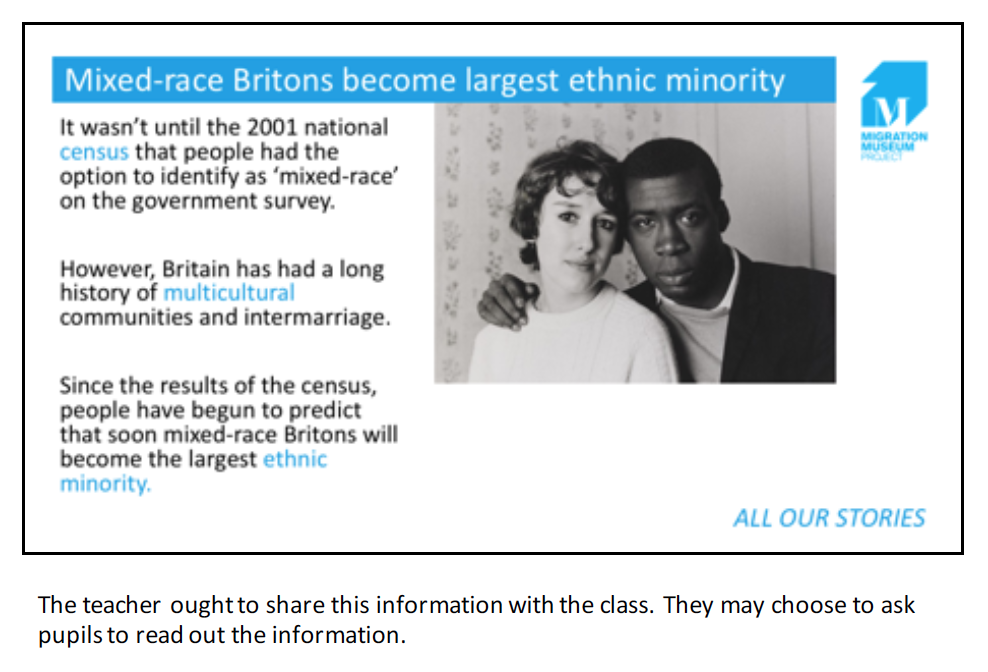 Mixed-race Britons become largest ethnic minority
It wasn't until the 2001 national
census that people had the
option to identify as 'mixed-race'
on the government survey.
However, Britain has had a long
history of multicultural
communities and intermarriage.
Since the results of the census,
people have begun to predict
that soon mixed-race Britons will
become the largest ethnic
minority.
M
MIGRATION
MUSEUM
PROJECT
ALL OUR STORIES
The teacher ought to share this information with the class. They may choose to ask
pupils to read out the information.